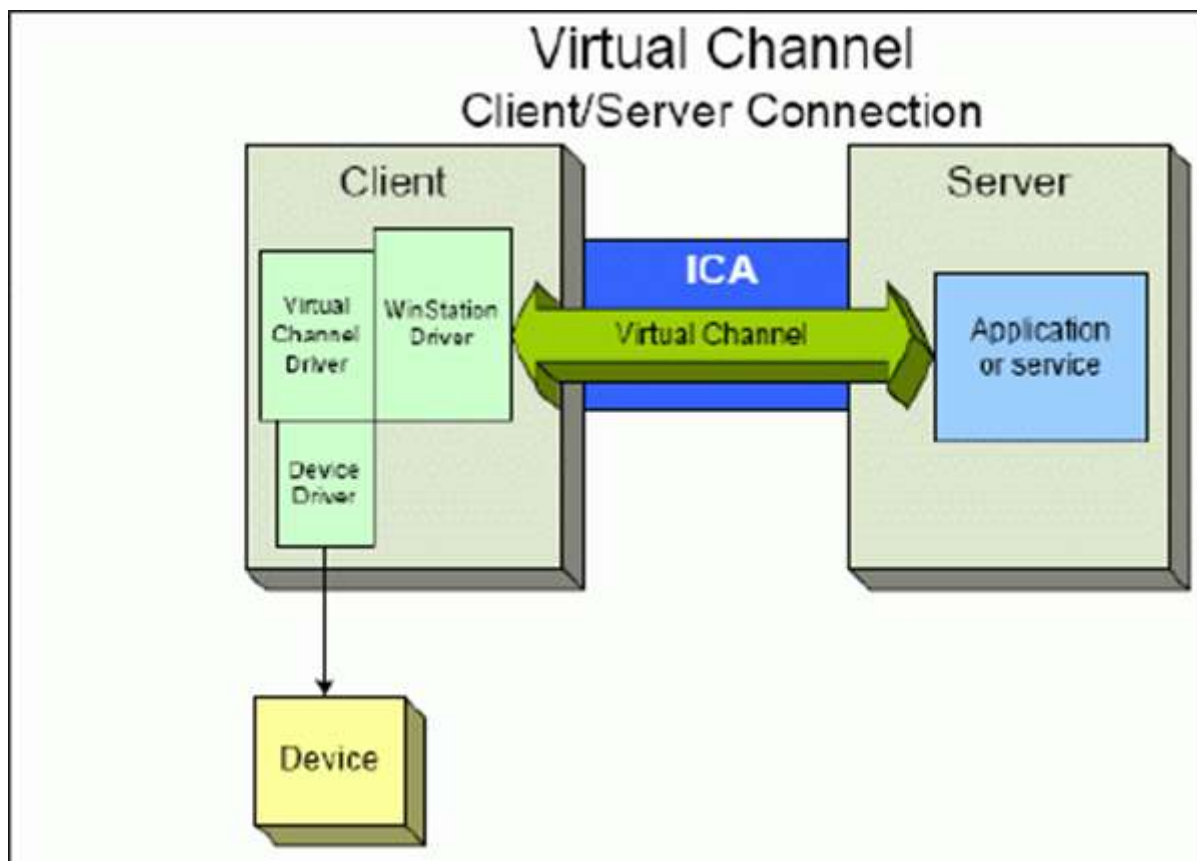 Virtual Channel
Client/Server Connection
Client
Server
ICA
Virtual
Channel
Driver
WinStation
Driver
Virtual Channel
Application
or service
Device
Driver
Device